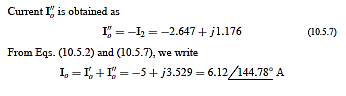 Current I″ₒ is obtained as
I″ₒ = −I₂ = −2.647 + j1.176 (10.5.7)
From Eqs. (10.5.2) and (10.5.7), we write
Iₒ = I′ₒ + I″ₒ = −5 + j3.529 = 6.12/144.78° A